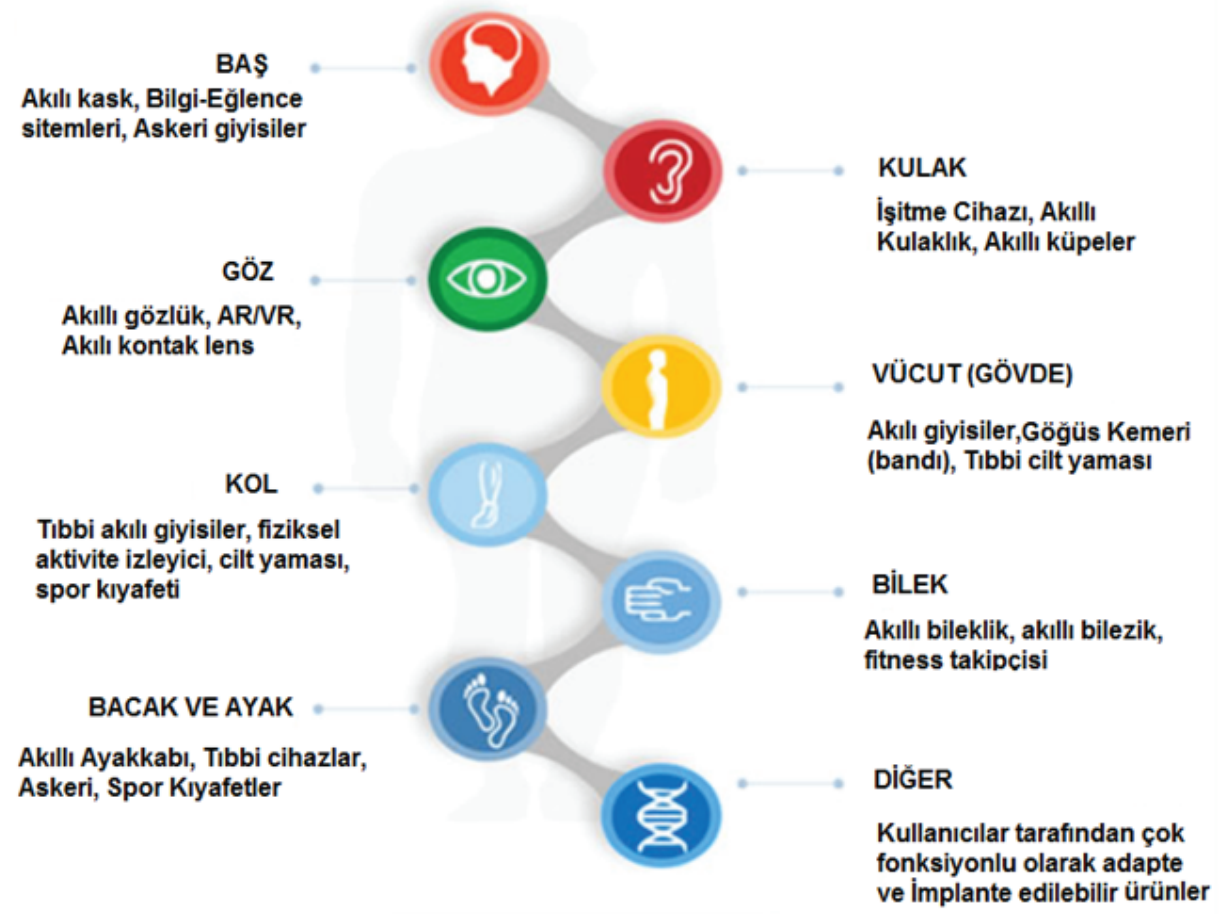 BAŞ
Akılı kask, Bilgi-Eğlence
sitemleri, Askeri giyisiler
KULAK
İşitme Cihazı, Akıllı
Kulaklık, Akıllı küpeler
GÖZ
Akıllı gözlük, AR/VR,
Akılı kontak lens
VÜCUT (GÖVDE)
Akılı giyisiler,Göğüs Kemeri
(bandı), Tıbbi cilt yaması
KOL
Tıbbi akılı giyisiler, fiziksel
aktivite izleyici, cilt yaması,
spor kıyafeti
BİLEK
Akıllı bileklik, akıllı bilezik,
fitness takipçisi
BACAK VE AYAK
Akıllı Ayakkabı, Tıbbi cihazlar,
Askeri, Spor Kıyafetler
DİĞER
Kullanıcılar tarafından çok
fonksiyonlu olarak adapte
ve İmplante edilebilir ürünler